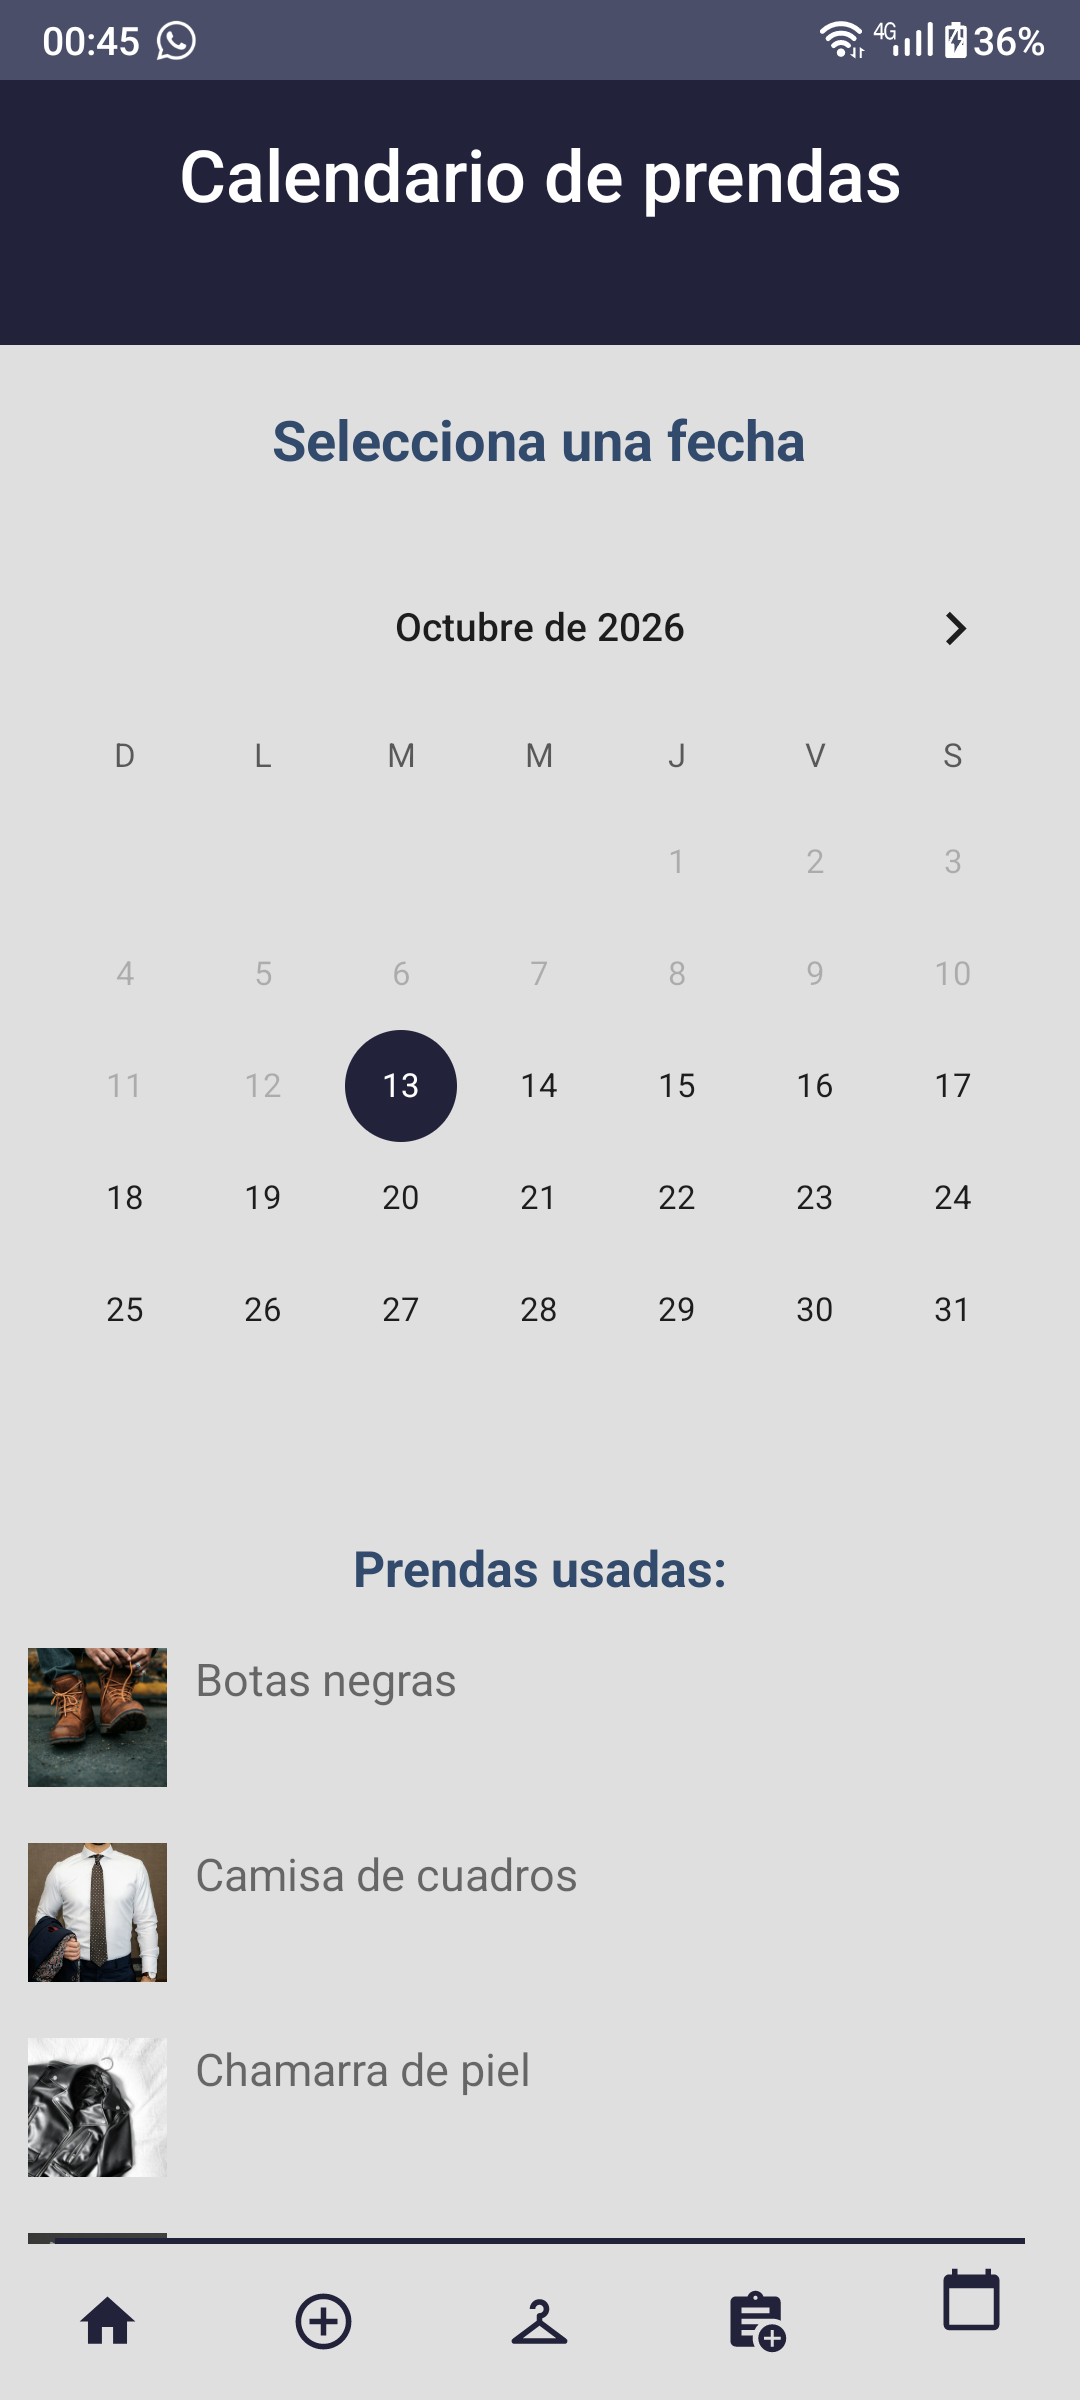 00:45
4G
36%
Calendario de prendas
Selecciona una fecha
Octubre de 2026
D L M M J V S
1 2 3
4 5 6 7 8 9 10
11 12 13 14 15 16 17
18 19 20 21 22 23 24
25 26 27 28 29 30 31
Prendas usadas:
Botas negras
Camisa de cuadros
Chamarra de piel